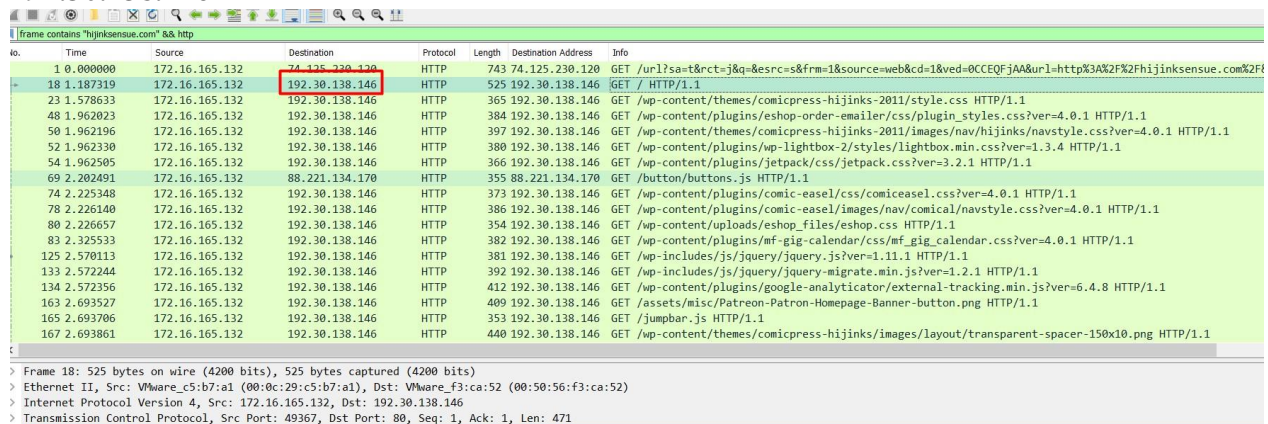 frame contains "hijinksensue.com" && http
No. Time Source Destination Protocol Length Destination Address Info
1 0.000000 172.16.165.132 74.125.230.120 HTTP 743 74.125.230.120 GET /url?sa=t&rct=j&q=&esrc=s&frm=1&source=web&cd=1&ved=0CCEQFjAA&url=http%3A%2F%2Fhijinksensue.com%2F&
18 1.187319 172.16.165.132 192.30.138.146 HTTP 525 192.30.138.146 GET / HTTP/1.1
23 1.578633 172.16.165.132 192.30.138.146 HTTP 365 192.30.138.146 GET /wp-content/themes/comicpress-hijinks-2011/style.css HTTP/1.1
48 1.962023 172.16.165.132 192.30.138.146 HTTP 384 192.30.138.146 GET /wp-content/plugins/eshop-order-emailer/css/plugin_styles.css?ver=4.0.1 HTTP/1.1
50 1.962196 172.16.165.132 192.30.138.146 HTTP 397 192.30.138.146 GET /wp-content/themes/comicpress-hijinks-2011/images/nav/hijinks/navstyle.css?ver=4.0.1 HTTP/1.1
52 1.962330 172.16.165.132 192.30.138.146 HTTP 380 192.30.138.146 GET /wp-content/plugins/wp-lightbox-2/styles/lightbox.min.css?ver=1.3.4 HTTP/1.1
54 1.962505 172.16.165.132 192.30.138.146 HTTP 366 192.30.138.146 GET /wp-content/plugins/jetpack/css/jetpack.css?ver=3.2.1 HTTP/1.1
69 2.202491 172.16.165.132 88.221.134.170 HTTP 355 88.221.134.170 GET /button/buttons.js HTTP/1.1
74 2.225348 172.16.165.132 192.30.138.146 HTTP 373 192.30.138.146 GET /wp-content/plugins/comic-easel/css/comiceasel.css?ver=4.0.1 HTTP/1.1
78 2.226140 172.16.165.132 192.30.138.146 HTTP 386 192.30.138.146 GET /wp-content/plugins/comic-easel/images/nav/comical/navstyle.css?ver=4.0.1 HTTP/1.1
80 2.226657 172.16.165.132 192.30.138.146 HTTP 354 192.30.138.146 GET /wp-content/uploads/eshop_files/eshop.css HTTP/1.1
83 2.325533 172.16.165.132 192.30.138.146 HTTP 382 192.30.138.146 GET /wp-content/plugins/mf-gig-calendar/css/mf_gig_calendar.css?ver=4.0.1 HTTP/1.1
125 2.570113 172.16.165.132 192.30.138.146 HTTP 381 192.30.138.146 GET /wp-includes/js/jquery/jquery.js?ver=1.11.1 HTTP/1.1
133 2.572244 172.16.165.132 192.30.138.146 HTTP 392 192.30.138.146 GET /wp-includes/js/jquery/jquery-migrate.min.js?ver=1.2.1 HTTP/1.1
134 2.572356 172.16.165.132 192.30.138.146 HTTP 412 192.30.138.146 GET /wp-content/plugins/google-analyticator/external-tracking.min.js?ver=6.4.8 HTTP/1.1
163 2.693527 172.16.165.132 192.30.138.146 HTTP 409 192.30.138.146 GET /assets/misc/Patreon-Patron-Homepage-Banner-button.png HTTP/1.1
165 2.693706 172.16.165.132 192.30.138.146 HTTP 353 192.30.138.146 GET /jumpbar.js HTTP/1.1
167 2.693861 172.16.165.132 192.30.138.146 HTTP 440 192.30.138.146 GET /wp-content/themes/comicpress-hijinks/images/layout/transparent-spacer-150x10.png HTTP/1.1
> Frame 18: 525 bytes on wire (4200 bits), 525 bytes captured (4200 bits)
> Ethernet II, Src: VMware_c5:b7:a1 (00:0c:29:c5:b7:a1), Dst: VMware_f3:ca:52 (00:50:56:f3:ca:52)
> Internet Protocol Version 4, Src: 172.16.165.132, Dst: 192.30.138.146
> Transmission Control Protocol, Src Port: 49367, Dst Port: 80, Seq: 1, Ack: 1, Len: 471